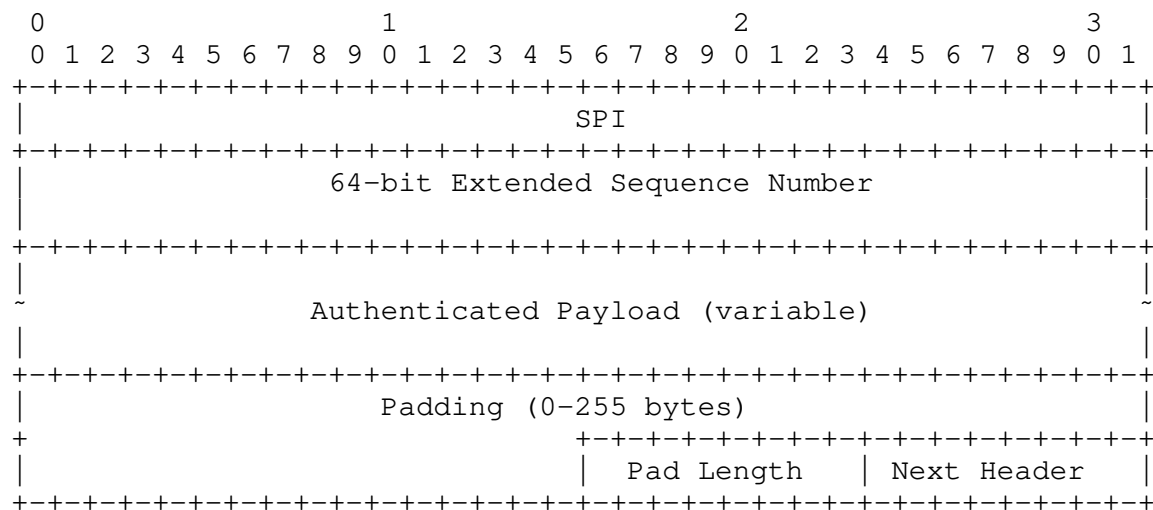 0                   1                   2                   3
 0 1 2 3 4 5 6 7 8 9 0 1 2 3 4 5 6 7 8 9 0 1 2 3 4 5 6 7 8 9 0 1
+-+-+-+-+-+-+-+-+-+-+-+-+-+-+-+-+-+-+-+-+-+-+-+-+-+-+-+-+-+-+-+-+
|                              SPI                              |
+-+-+-+-+-+-+-+-+-+-+-+-+-+-+-+-+-+-+-+-+-+-+-+-+-+-+-+-+-+-+-+-+
|                 64-bit Extended Sequence Number               |
|                                                               |
+-+-+-+-+-+-+-+-+-+-+-+-+-+-+-+-+-+-+-+-+-+-+-+-+-+-+-+-+-+-+-+-+
|                                                               |
~                Authenticated Payload (variable)               ~
|                                                               |
+-+-+-+-+-+-+-+-+-+-+-+-+-+-+-+-+-+-+-+-+-+-+-+-+-+-+-+-+-+-+-+-+
|                    Padding (0-255 bytes)                      |
+                               +-+-+-+-+-+-+-+-+-+-+-+-+-+-+-+-+
|                               |  Pad Length   | Next Header   |
+-+-+-+-+-+-+-+-+-+-+-+-+-+-+-+-+-+-+-+-+-+-+-+-+-+-+-+-+-+-+-+-+